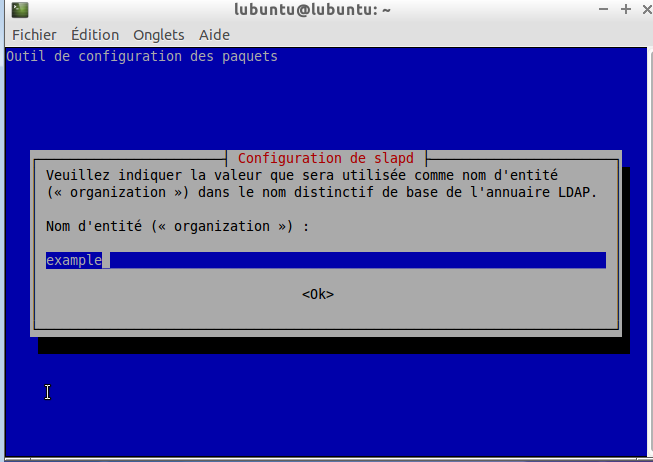 lubuntu@lubuntu: ~
Fichier Édition Onglets Aide
Outil de configuration des paquets
Configuration de slapd
Veuillez indiquer la valeur que sera utilisée comme nom d'entité
(« organization ») dans le nom distinctif de base de l'annuaire LDAP.
Nom d'entité (« organization ») :
example
<Ok>